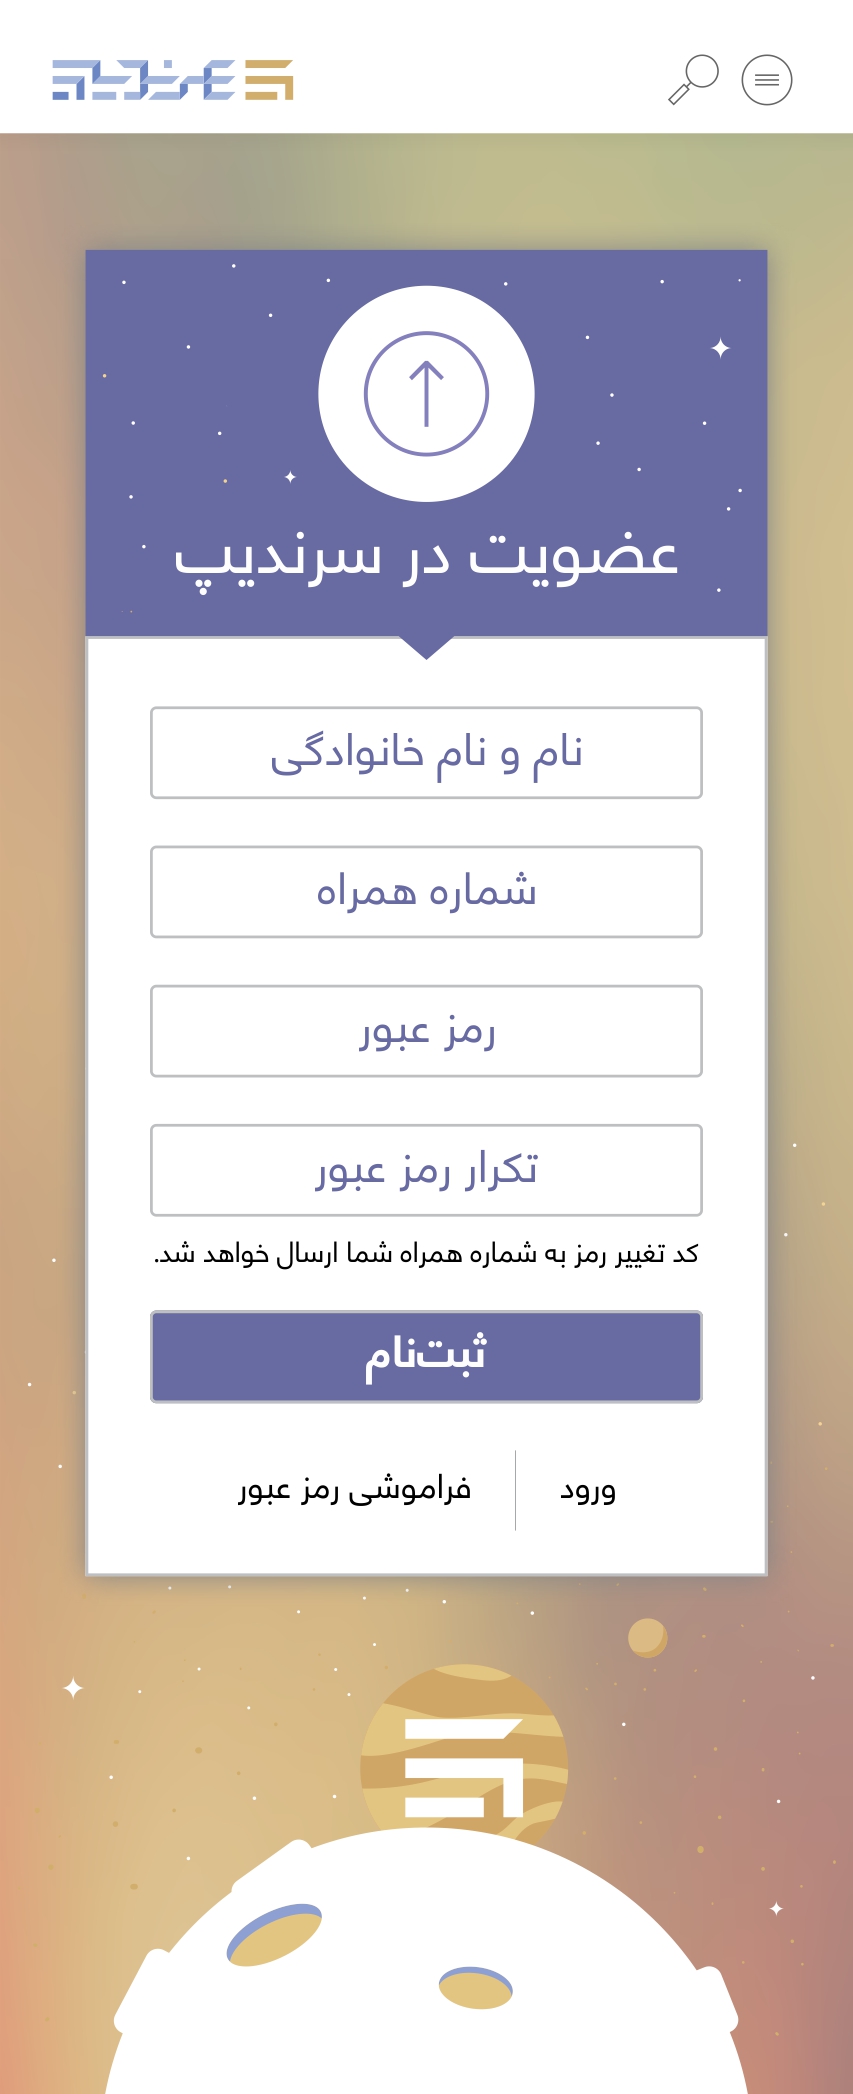 عضویت در سرندیپ
نام و نام خانوادگی
شماره همراه
رمز عبور
تکرار رمز عبور
کد تغییر رمز به شماره همراه شما ارسال خواهد شد.
ثبت‌نام
ورود
فراموشی رمز عبور